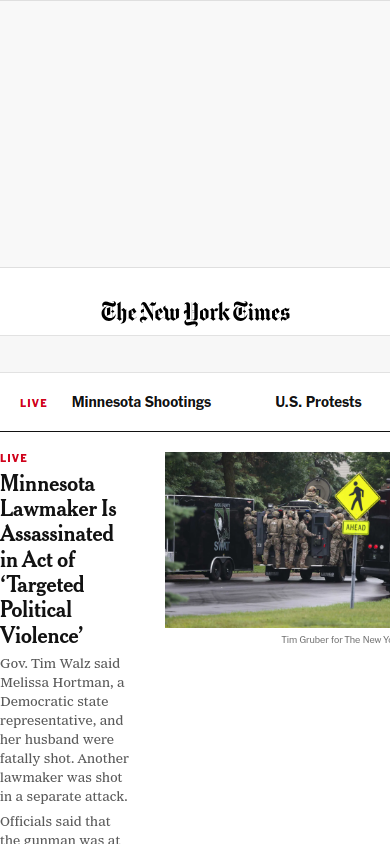 The New York Times
LIVE Minnesota Shootings U.S. Protests
LIVE
Minnesota
Lawmaker Is
Assassinated
in Act of
‘Targeted
Political
Violence’
Gov. Tim Walz said
Melissa Hortman, a
Democratic state
representative, and
her husband were
fatally shot. Another
lawmaker was shot
in a separate attack.
Officials said that
the gunman was at
SWAT
AHEAD
Tim Gruber for The New Yo